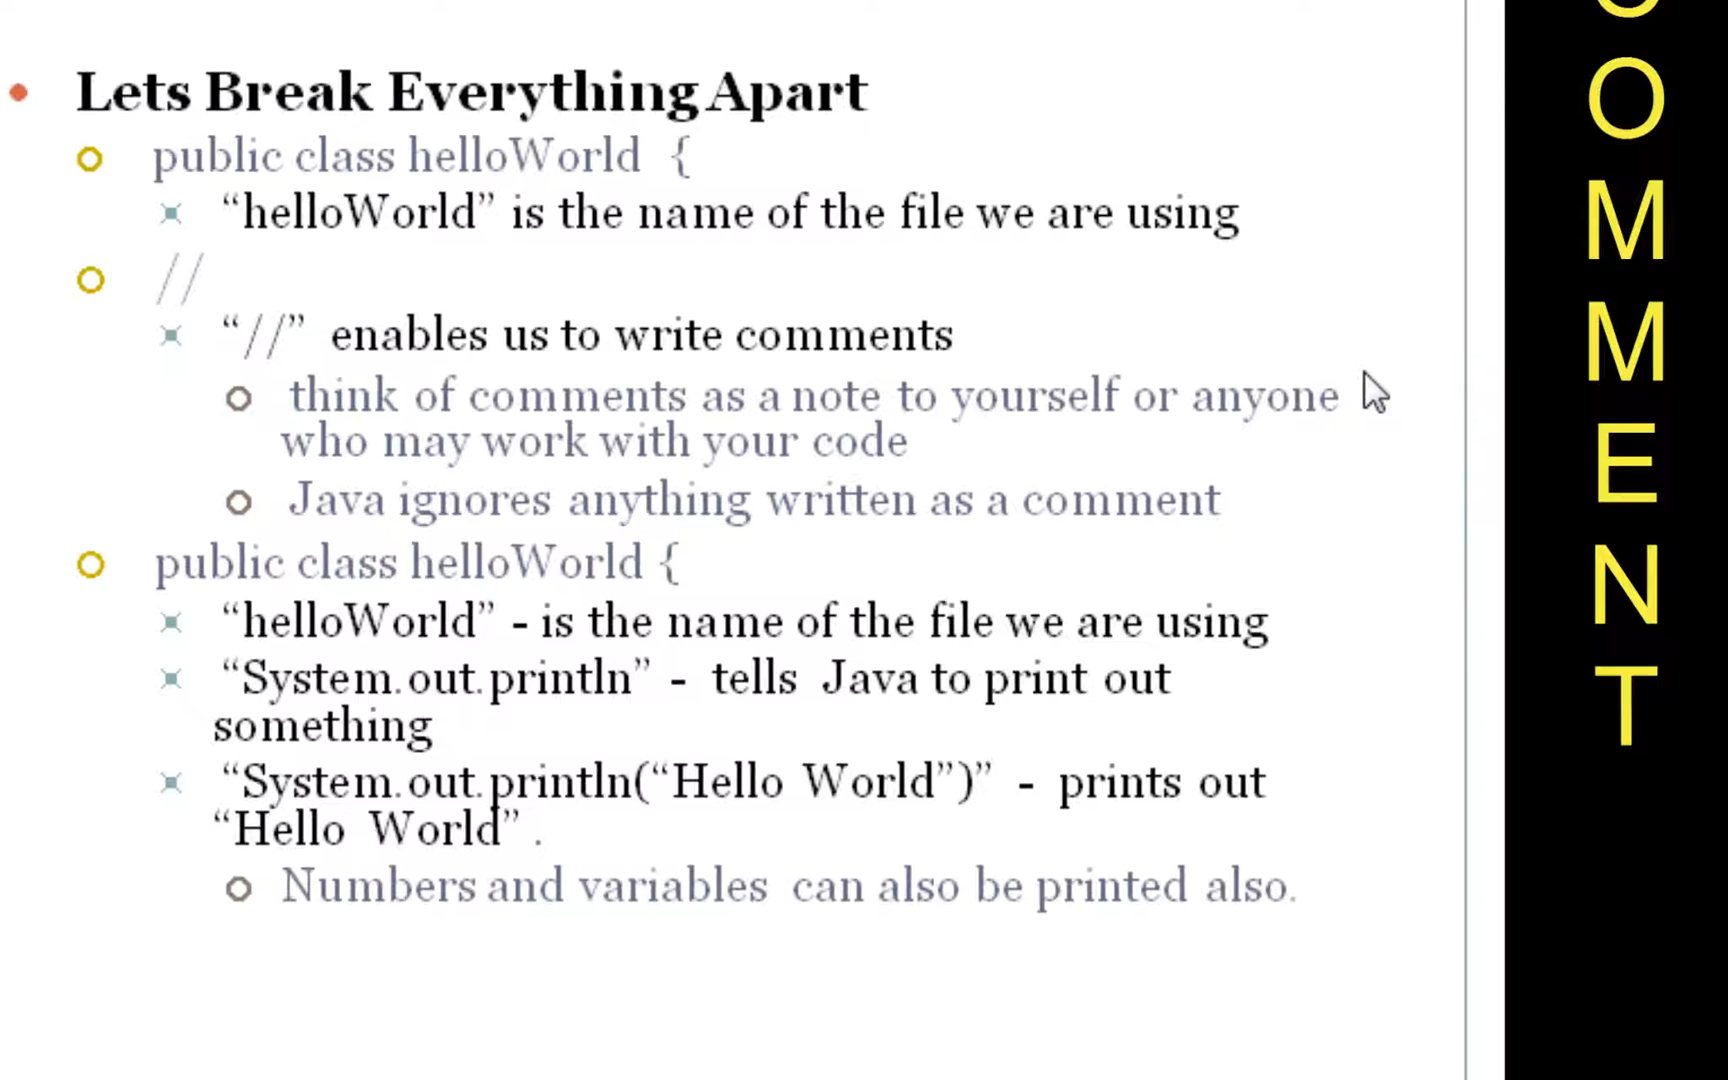 Lets Break Everything Apart
public class helloWorld {
“helloWorld” is the name of the file we are using
//
“//” enables us to write comments
think of comments as a note to yourself or anyone
who may work with your code
Java ignores anything written as a comment
public class helloWorld {
“helloWorld” - is the name of the file we are using
“System.out.println” - tells Java to print out
something
“System.out.println(“Hello World”)” - prints out
“Hello World” .
Numbers and variables can also be printed also.
O
M
M
E
N
T